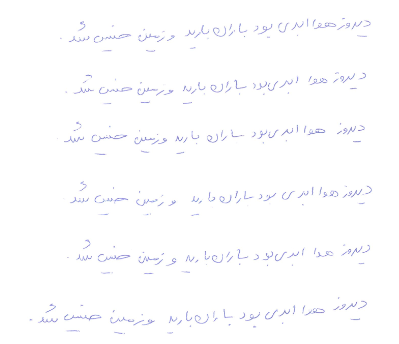 دیروز هوا ابری بود باران بارید و زمین خیس شد .
دیروز هوا ابری بود باران بارید و زمین خیس شد .
دیروز هوا ابری بود باران بارید و زمین خیس شد .
دیروز هوا ابری بود باران بارید و زمین خیس شد
دیروز هوا ابری بود باران بارید و زمین خیس شد .
دیروز هوا ابری بود باران بارید و زمین خیس شد .